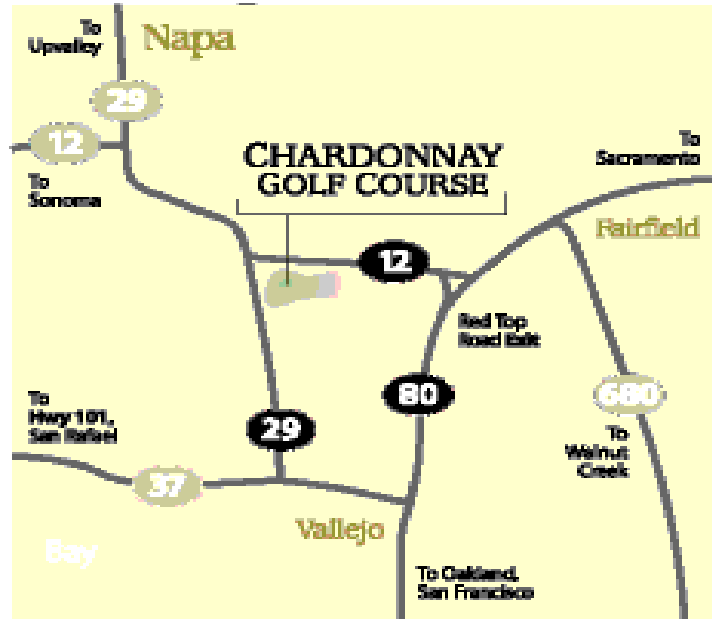 To
Upvalley
Napa
29
12
To
Sonoma
CHARDONNAY
GOLF COURSE
To
Sacramento
Fairfield
12
Red Top
Road Exit
80
680
To
Hwy 101,
San Rafael
29
To
Walnut
Creek
37
Vallejo
Bay
To Oakland,
San Francisco